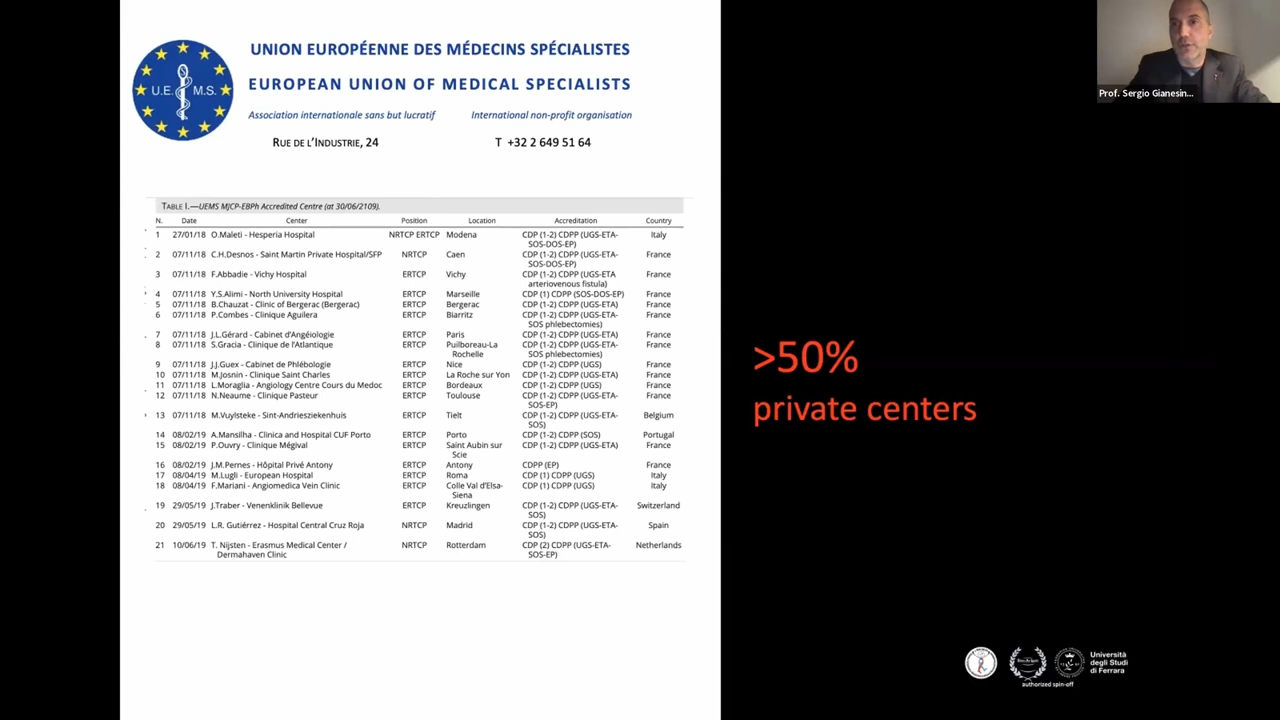 UNION EUROPÉENNE DES MÉDECINS SPÉCIALISTES
EUROPEAN UNION OF MEDICAL SPECIALISTS
U.E. M.S.
Association internationale sans but lucratif International non-profit organisation
RUE DE L'INDUSTRIE, 24 T +32 2 649 51 64
TABLE I.—UEMS MJCP-EBPh Accredited Centre (at 30/06/2109).
N. Date Center Position Location Accreditation Country
1 27/01/18 O.Maleti - Hesperia Hospital NRTCP ERTCP Modena CDP (1-2) CDPP (UGS-ETA- Italy
SOS-DOS-EP)
2 07/11/18 C.H.Desnos - Saint Martin Private Hospital/SFP NRTCP Caen CDP (1-2) CDPP (UGS-ETA- France
SOS-DOS-EP)
3 07/11/18 F.Abbadie - Vichy Hospital ERTCP Vichy CDP (1-2) CDPP (UGS-ETA France
arteriovenous fistula)
4 07/11/18 Y.S.Alimi - North University Hospital ERTCP Marseille CDP (1) CDPP (SOS-DOS-EP) France
5 07/11/18 B.Chauzat - Clinic of Bergerac (Bergerac) ERTCP Bergerac CDP (1-2) CDPP (UGS-ETA) France
6 07/11/18 P.Combes - Clinique Aguilera ERTCP Biarritz CDP (1-2) CDPP (UGS-ETA- France
SOS phlebectomies)
7 07/11/18 J.L.Gérard - Cabinet d'Angéiologie ERTCP Paris CDP (1-2) CDPP (UGS-ETA) France
8 07/11/18 S.Gracia - Clinique de l'Atlantique ERTCP Puilboreau-La CDP (1-2) CDPP (UGS-ETA- France
Rochelle SOS phlebectomies)
9 07/11/18 J.J.Guex - Cabinet de Phlébologie ERTCP Nice CDP (1-2) CDPP (UGS) France
10 07/11/18 M.Josnin - Clinique Saint Charles ERTCP La Roche sur Yon CDP (1-2) CDPP (UGS-ETA) France
11 07/11/18 L.Moraglia - Angiology Centre Cours du Medoc ERTCP Bordeaux CDP (1-2) CDPP (UGS) France
12 07/11/18 N.Neaume - Clinique Pasteur ERTCP Toulouse CDP (1-2) CDPP (UGS-ETA- France
SOS-EP)
13 07/11/18 M.Vuylsteke - Sint-Andriesziekenhuis ERTCP Tielt CDP (1-2) CDPP (UGS-ETA- Belgium
SOS)
14 08/02/19 A.Mansilha - Clinica and Hospital CUF Porto ERTCP Porto CDP (1-2) CDPP (SOS) Portugal
15 08/02/19 P.Ouvry - Clinique Mégival ERTCP Saint Aubin sur CDP (1-2) CDPP (UGS-ETA) France
Scie
16 08/02/19 J.M.Pernes - Hôpital Privé Antony ERTCP Antony CDPP (EP) France
17 08/04/19 M.Lugli - European Hospital ERTCP Roma CDP (1) CDPP (UGS) Italy
18 08/04/19 F.Mariani - Angiomedica Vein Clinic ERTCP Colle Val d'Elsa- CDP (1) CDPP (UGS) Italy
Siena
19 29/05/19 J.Traber - Venenklinik Bellevue ERTCP Kreuzlingen CDP (1-2) CDPP (UGS-ETA- Switzerland
SOS)
20 29/05/19 L.R. Gutiérrez - Hospital Central Cruz Roja NRTCP Madrid CDP (1-2) CDPP (UGS-ETA- Spain
SOS)
21 10/06/19 T. Nijsten - Erasmus Medical Center / NRTCP Rotterdam CDP (2) CDPP (UGS-ETA- Netherlands
Dermahaven Clinic SOS-EP)
>50%
private centers
Prof. Sergio Gianesin...
Università
degli Studi
di Ferrara
authorized spin-off